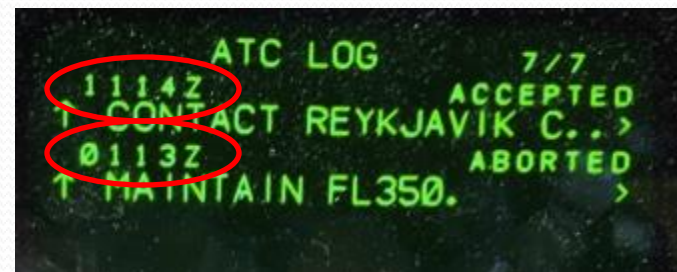 ATC LOG 7/7
1114Z ACCEPTED
↑ CONTACT REYKJAVIK C..>
0113Z ABORTED
↑ MAINTAIN FL350. >